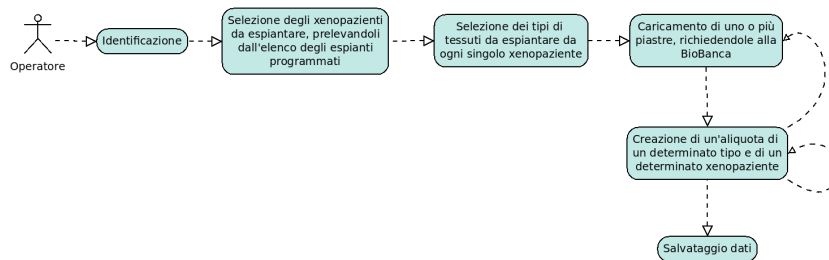 Operatore
Identificazione
Selezione degli xenopazienti
da espiantare, prelevandoli
dall'elenco degli espianti
programmati
Selezione dei tipi di
tessuti da espiantare da
ogni singolo xenopaziente
Caricamento di uno o più
piastre, richiedendole alla
BioBanca
Creazione di un'aliquota di
un determinato tipo e di un
determinato xenopaziente
Salvataggio dati